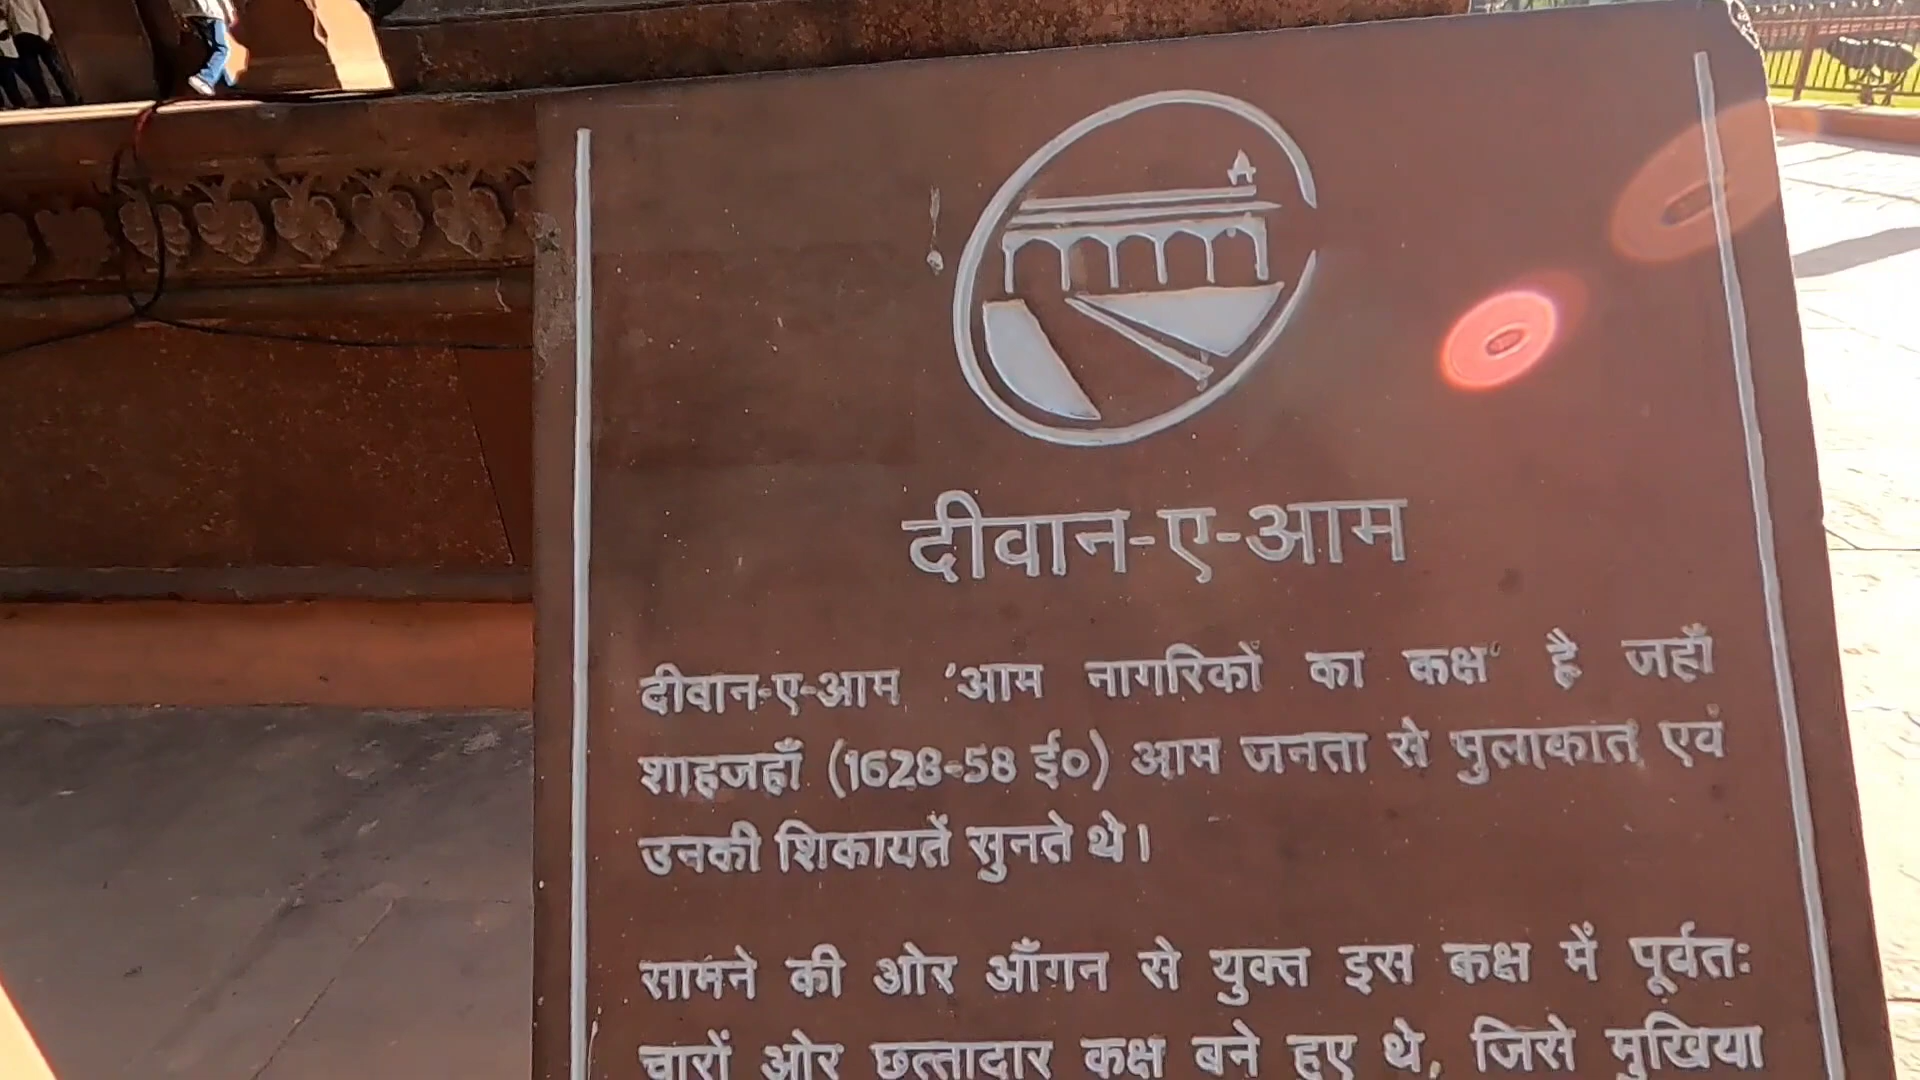 दीवान-ए-आम
दीवान-ए-आम 'आम नागरिकों का कक्ष' है जहाँ
शाहजहाँ (1628-58 ई०) आम जनता से मुलाकात एवं
उनकी शिकायतें सुनते थे।
सामने की ओर आँगन से युक्त इस कक्ष में पूर्वतः
चारों ओर छत्तादार कक्ष बने हुए थे, जिसे मुखिया